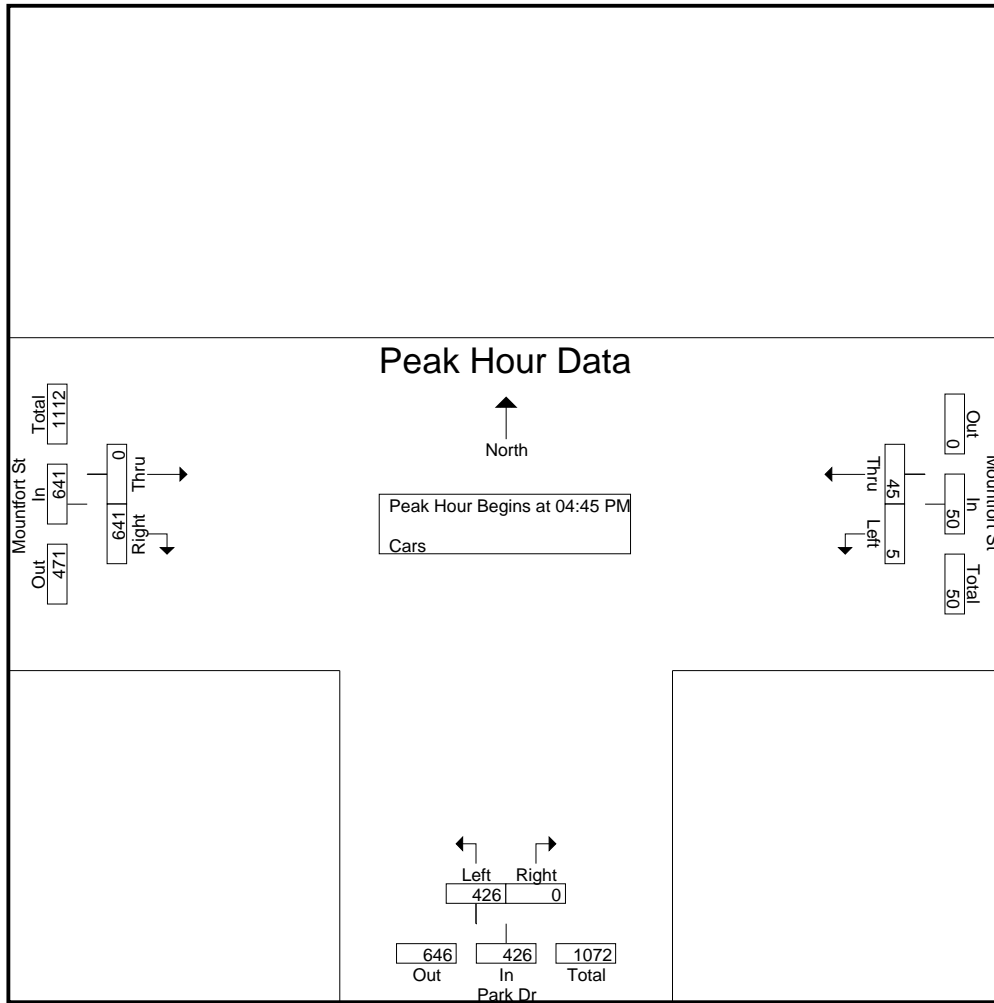 Peak Hour Data
North
Peak Hour Begins at 04:45 PM
Cars
Mountfort St
Total
1112
In
641
Out
471
0
Thru
641
Right
Mountfort St
Out
0
In
50
Total
50
45
Thru
5
Left
Left Right
426 0
646 426 1072
Out In Total
Park Dr